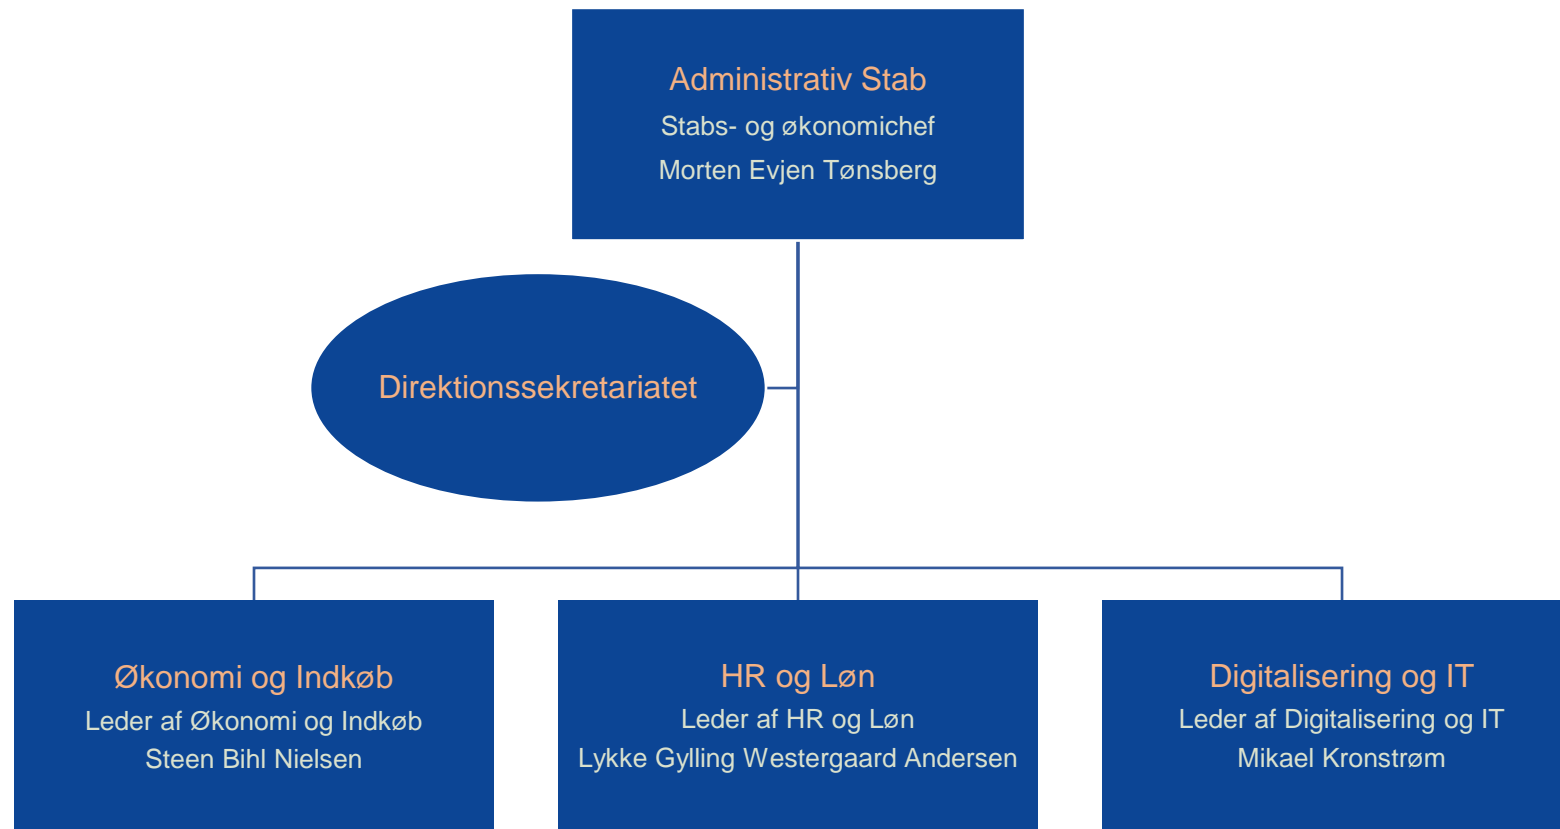 Administrativ Stab
Stabs- og økonomichef
Morten Evjen Tønsberg
Direktionssekretariatet
Økonomi og Indkøb
Leder af Økonomi og Indkøb
Steen Bihl Nielsen
HR og Løn
Leder af HR og Løn
Lykke Gylling Westergaard Andersen
Digitalisering og IT
Leder af Digitalisering og IT
Mikael Kronstrøm